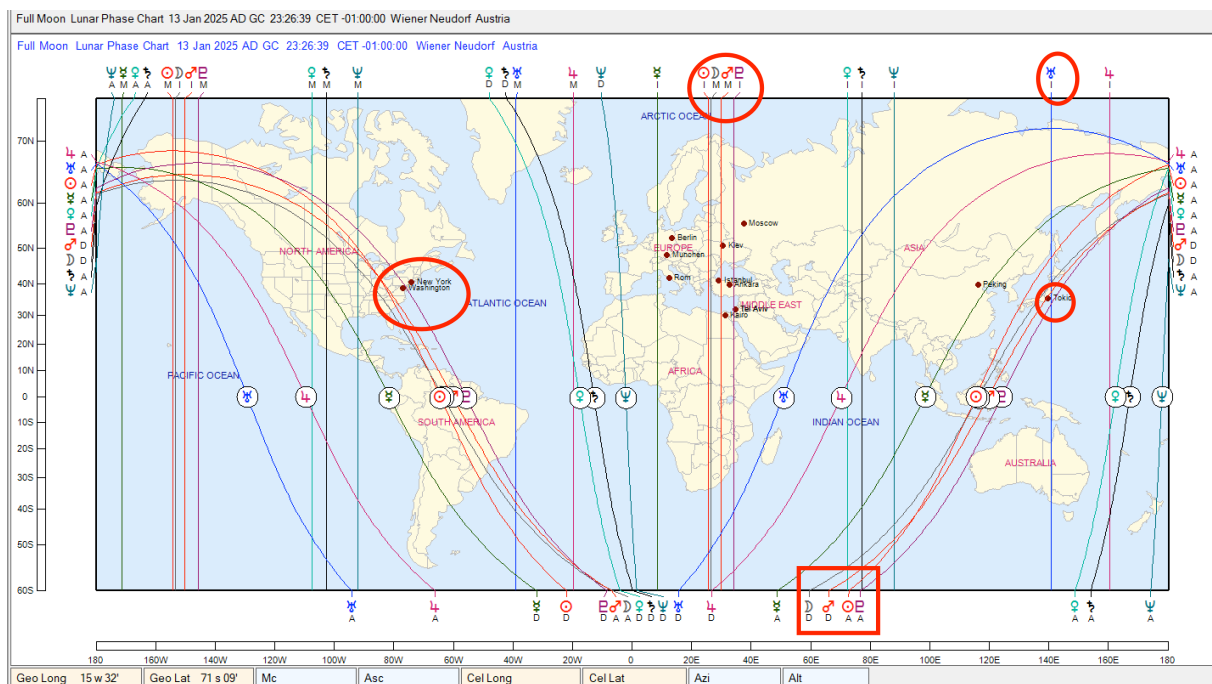 Full Moon Lunar Phase Chart 13 Jan 2025 AD GC 23:26:39 CET -01:00:00 Wiener Neudorf Austria
Full Moon Lunar Phase Chart 13 Jan 2025 AD GC 23:26:39 CET -01:00:00 Wiener Neudorf Austria
A M A M M M M M M M A D D M M D M I M M I M M I I I
ARCTIC OCEAN
70N
A A
A A
A A
60N
A A
A A
A A
D D
D D
A A
A A
Moscow
Berlin
Kiev
50N
NORTH AMERICA
EUROPE
ASIA
Munchen
New York
Rom
Istanbul
Peking
40N
Washington
Ankara
ATLANTIC OCEAN
MIDDLE EAST
Tokio
Tel Aviv
30N
Kairo
20N
PACIFIC OCEAN
AFRICA
10N
0
10S
SOUTH AMERICA
INDIAN OCEAN
20S
AUSTRALIA
30S
40S
50S
60S
A A D D D A A D D D D D A D D A A A A A
180 160W 140W 120W 100W 80W 60W 40W 20W 0 20E 40E 60E 80E 100E 120E 140E 160E 180
Geo Long 15 w 32' Geo Lat 71 s 09' Mc Asc Cel Long Cel Lat Azi Alt